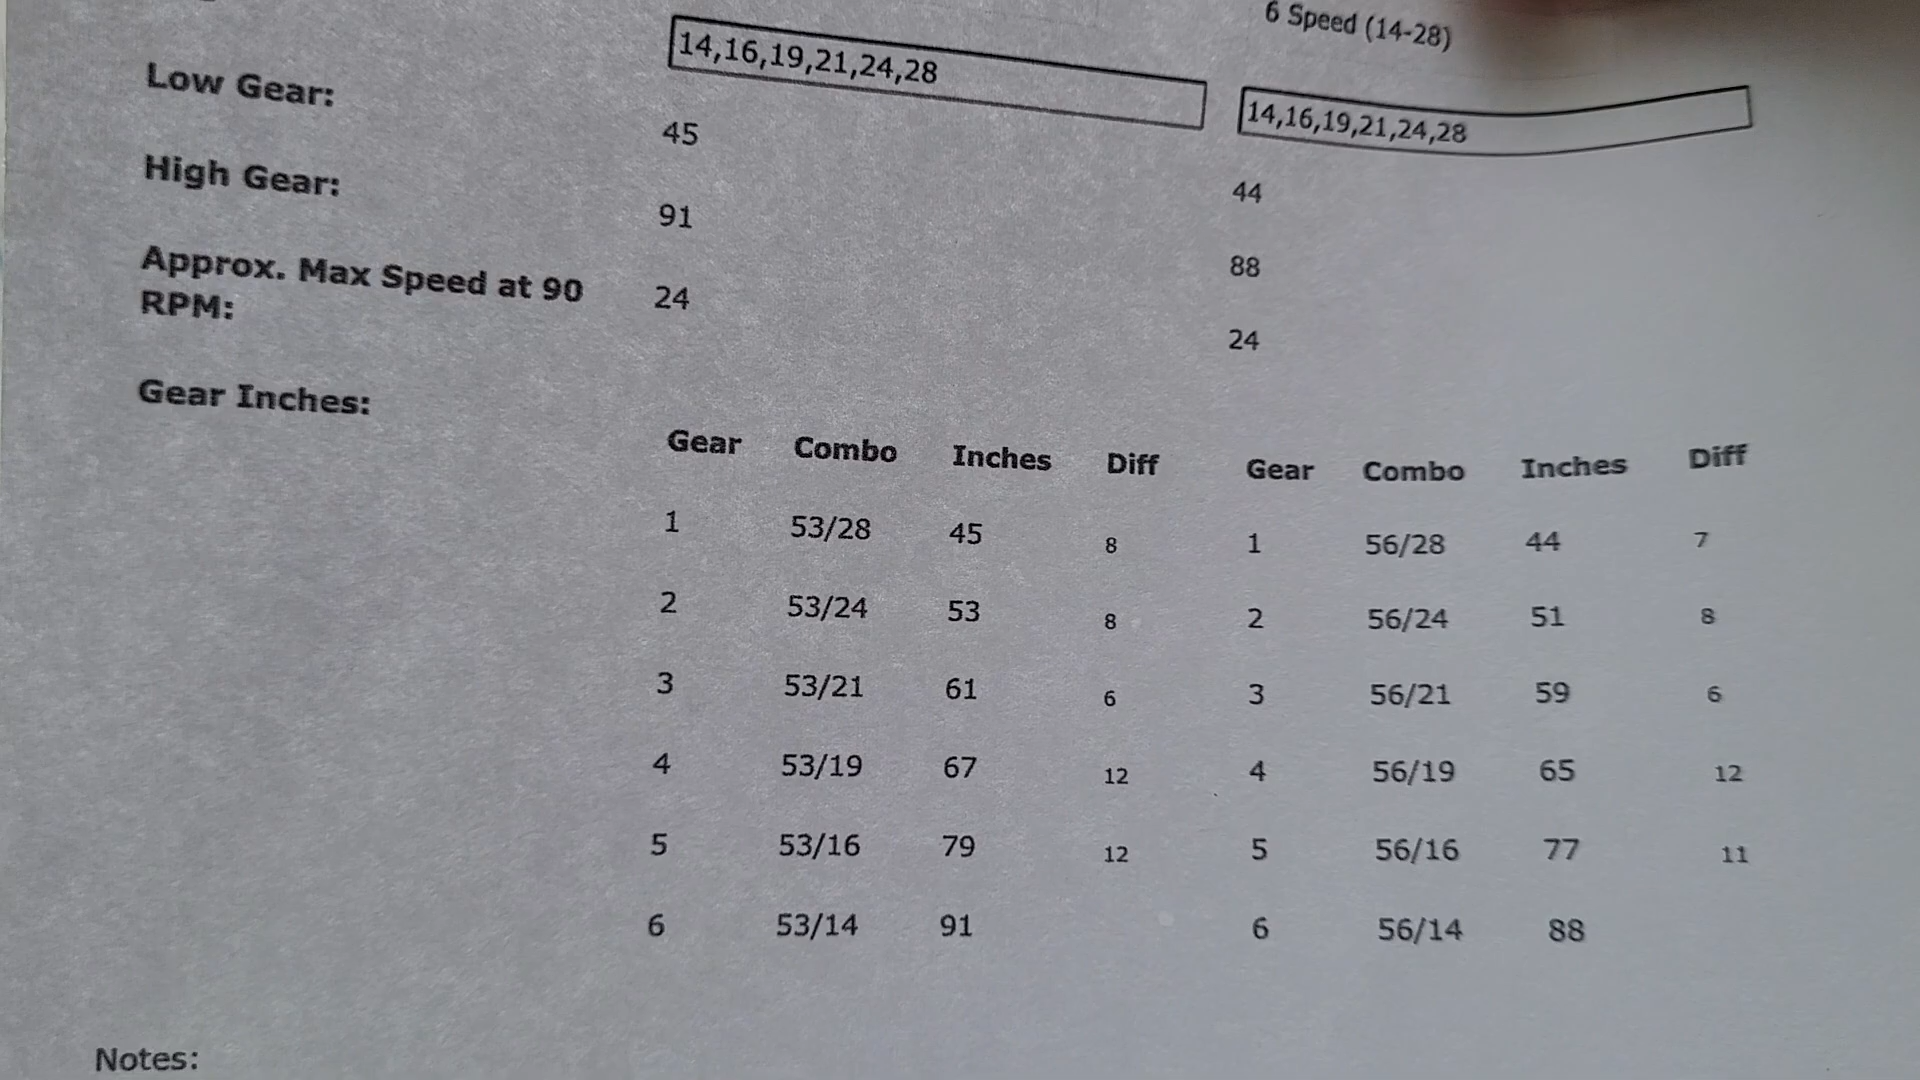 6 Speed (14-28)
14,16,19,21,24,28 14,16,19,21,24,28
Low Gear: 45 44
High Gear: 91 88
Approx. Max Speed at 90 24 24
RPM:
Gear Inches:
Gear Combo Inches Diff Gear Combo Inches Diff
1 53/28 45 8 1 56/28 44 7
2 53/24 53 8 2 56/24 51 8
3 53/21 61 6 3 56/21 59 6
4 53/19 67 12 4 56/19 65 12
5 53/16 79 12 5 56/16 77 11
6 53/14 91 6 56/14 88
Notes: